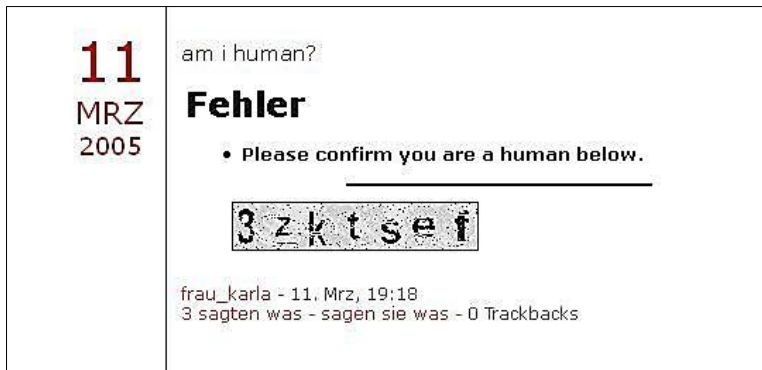 11
MRZ
2005
am i human?
Fehler
• Please confirm you are a human below.
3zktsef
frau_karla - 11. Mrz, 19:18
3 sagten was - sagen sie was - 0 Trackbacks